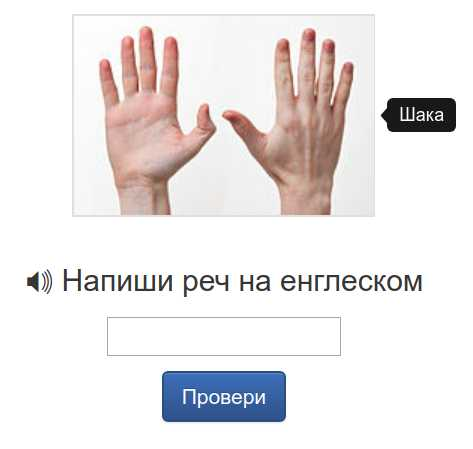 Шака
Напиши реч на енглеском
Провери